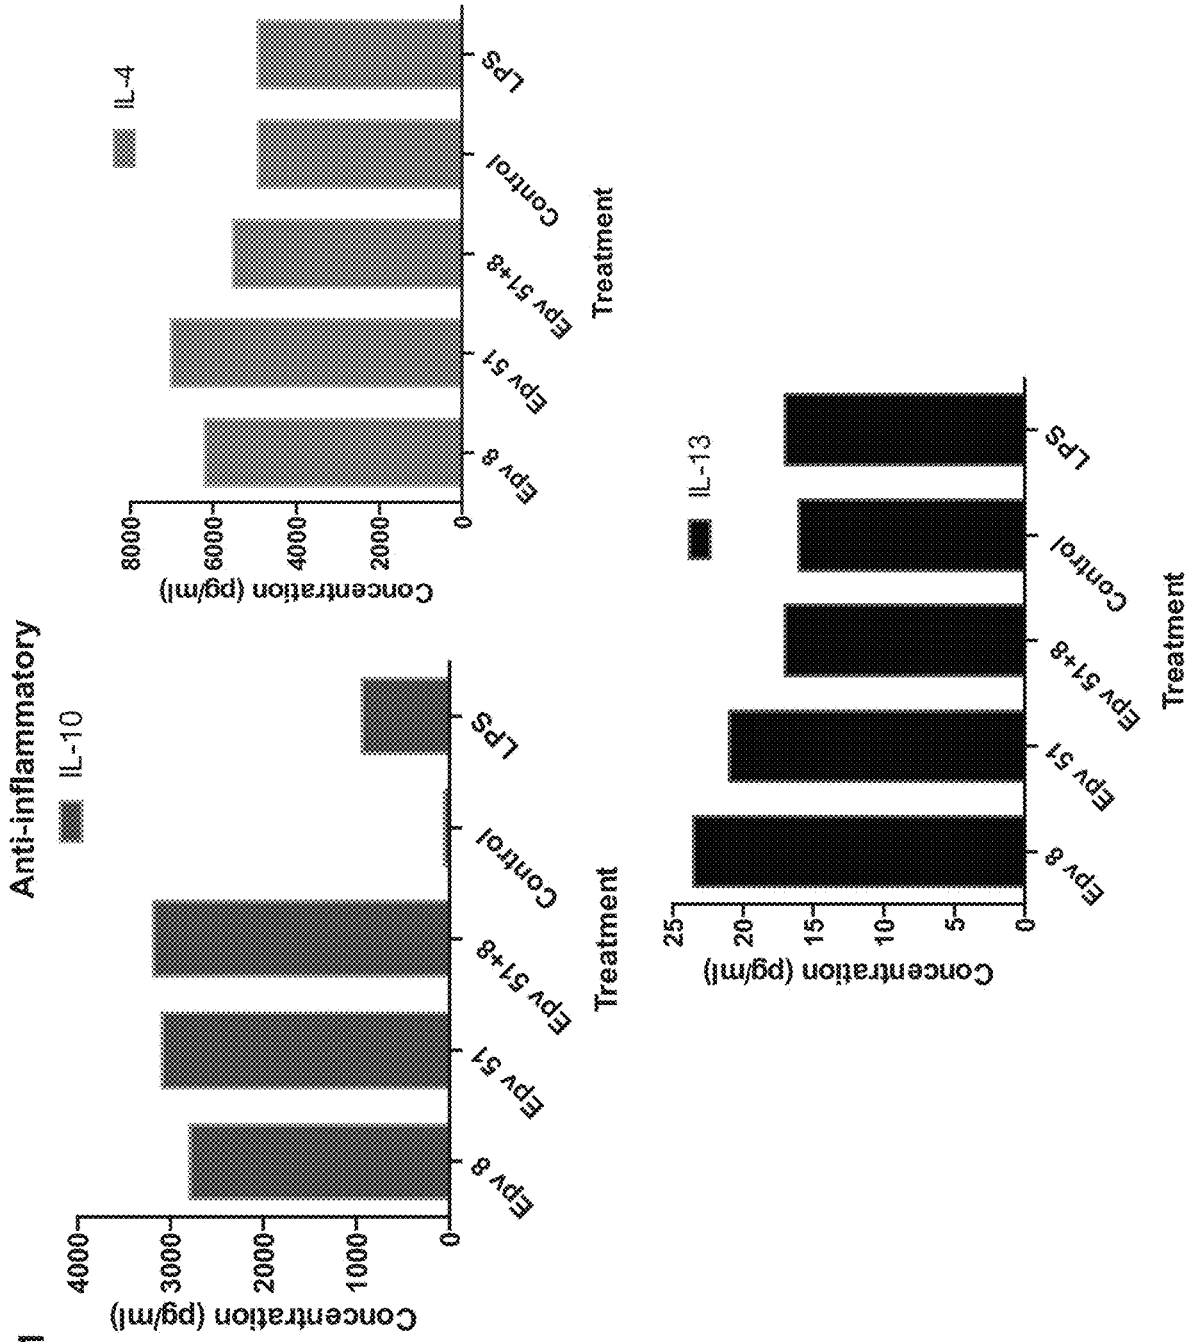 Anti-inflammatory
IL-10
Concentration (pg/ml)
4000
3000
2000
1000
0
Epv 8
Epv 51
Epv 51+8
Control
LPS
Treatment
IL-4
Concentration (pg/ml)
8000
6000
4000
2000
0
Epv 8
Epv 51
Epv 51+8
Control
LPS
Treatment
IL-13
Concentration (pg/ml)
25
20
15
10
5
0
Epv 8
Epv 51
Epv 51+8
Control
LPS
Treatment